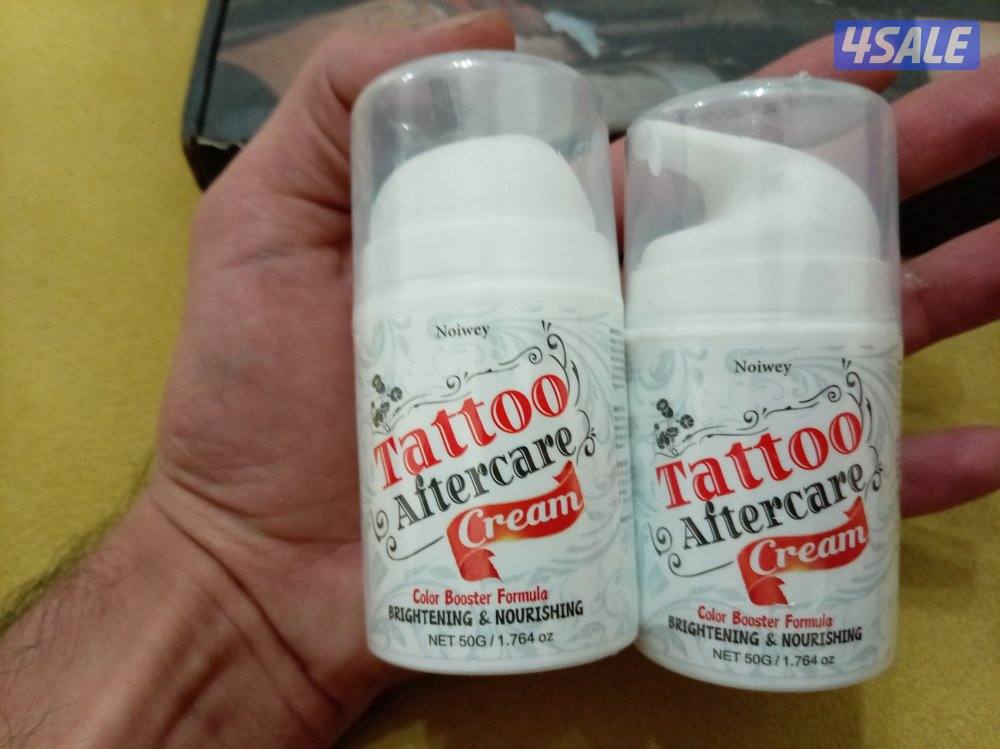 4SALE
Noiwey
Tattoo
Aftercare
Cream
Color Booster Formula
BRIGHTENING & NOURISHING
NET 50G / 1.764 oz
Noiwey
Tattoo
Aftercare
Cream
Color Booster Formula
BRIGHTENING & NOURISHING
NET 50G / 1.764 oz